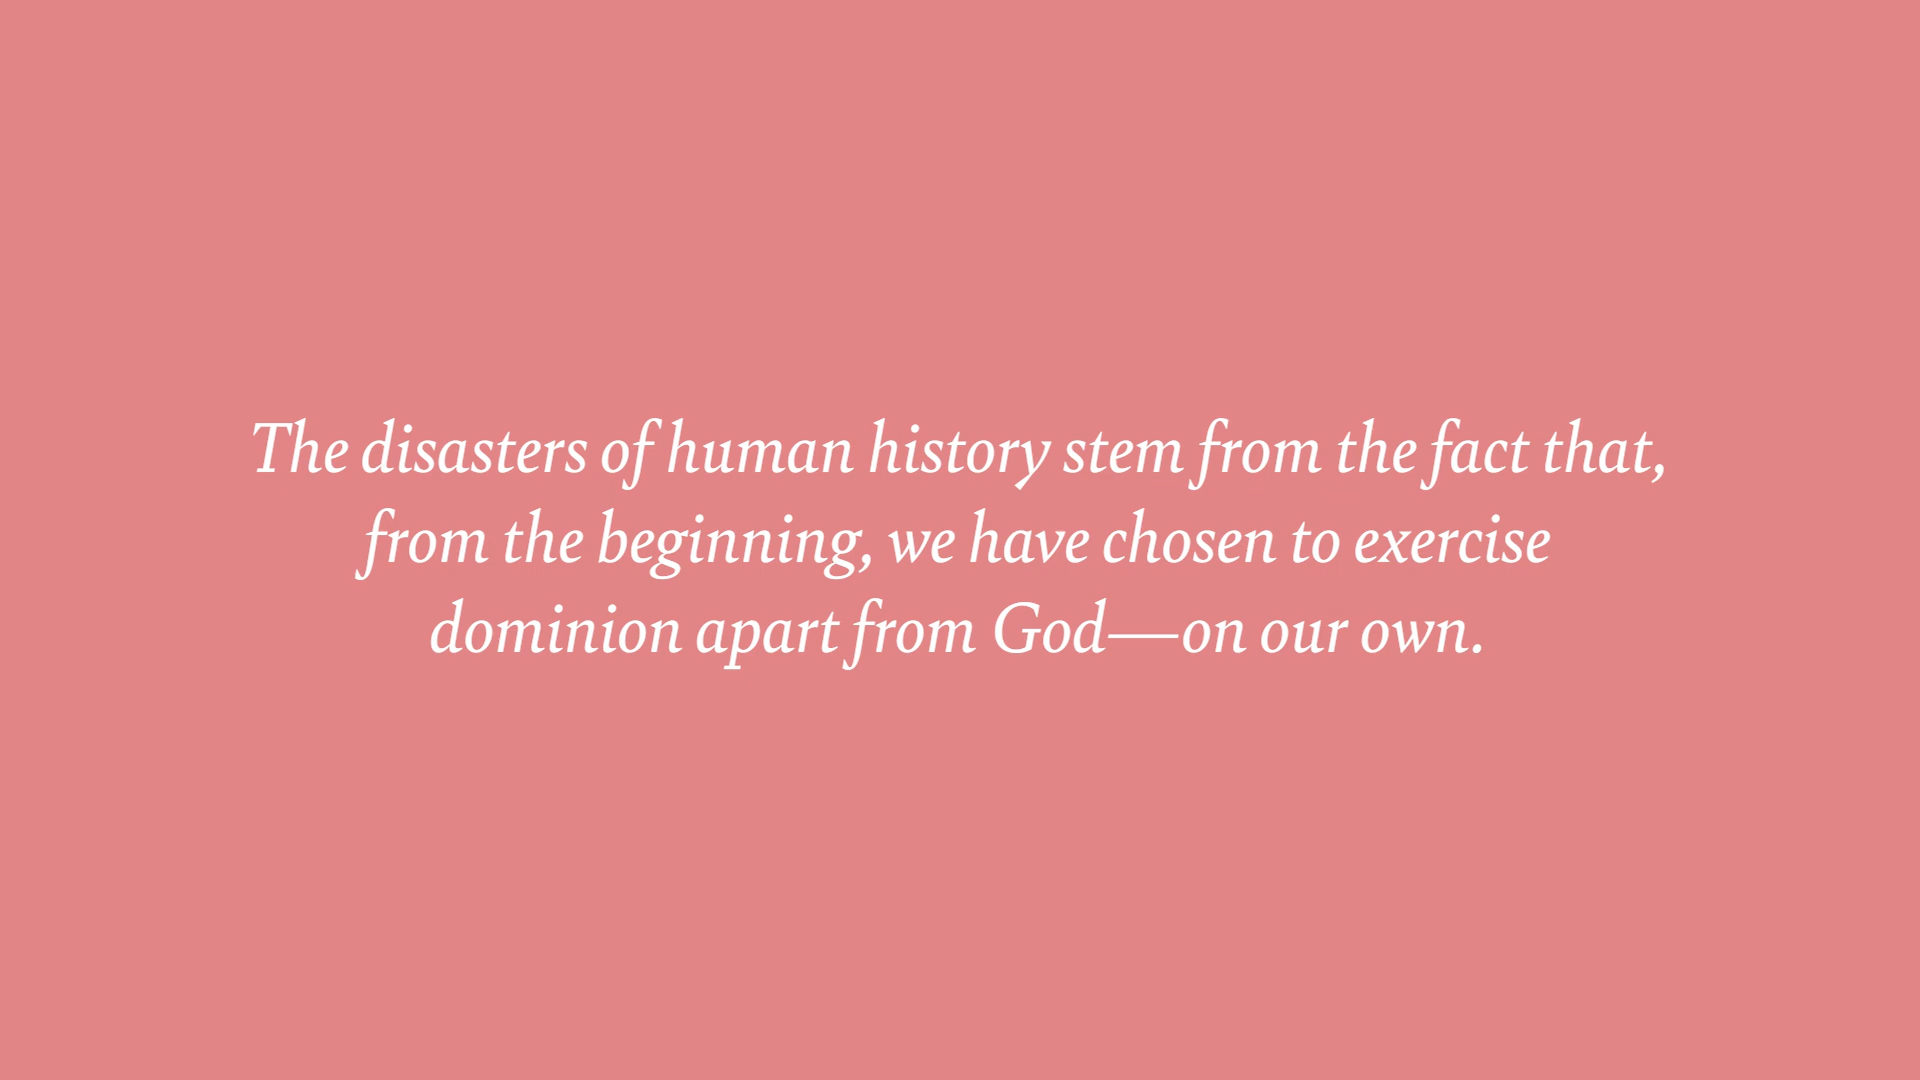 The disasters of human history stem from the fact that,
from the beginning, we have chosen to exercise
dominion apart from God—on our own.